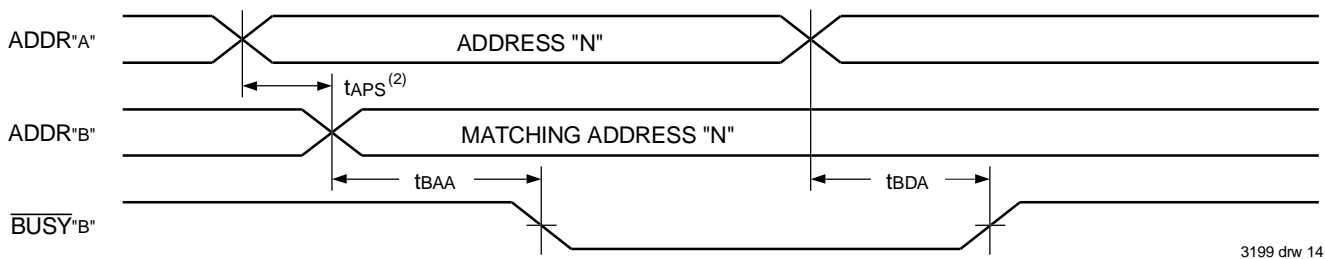 ADDR"A"
ADDRESS "N"
tAPS(2)
ADDR"B"
MATCHING ADDRESS "N"
tBAA
tBDA
BUSY"B"
3199 drw 14